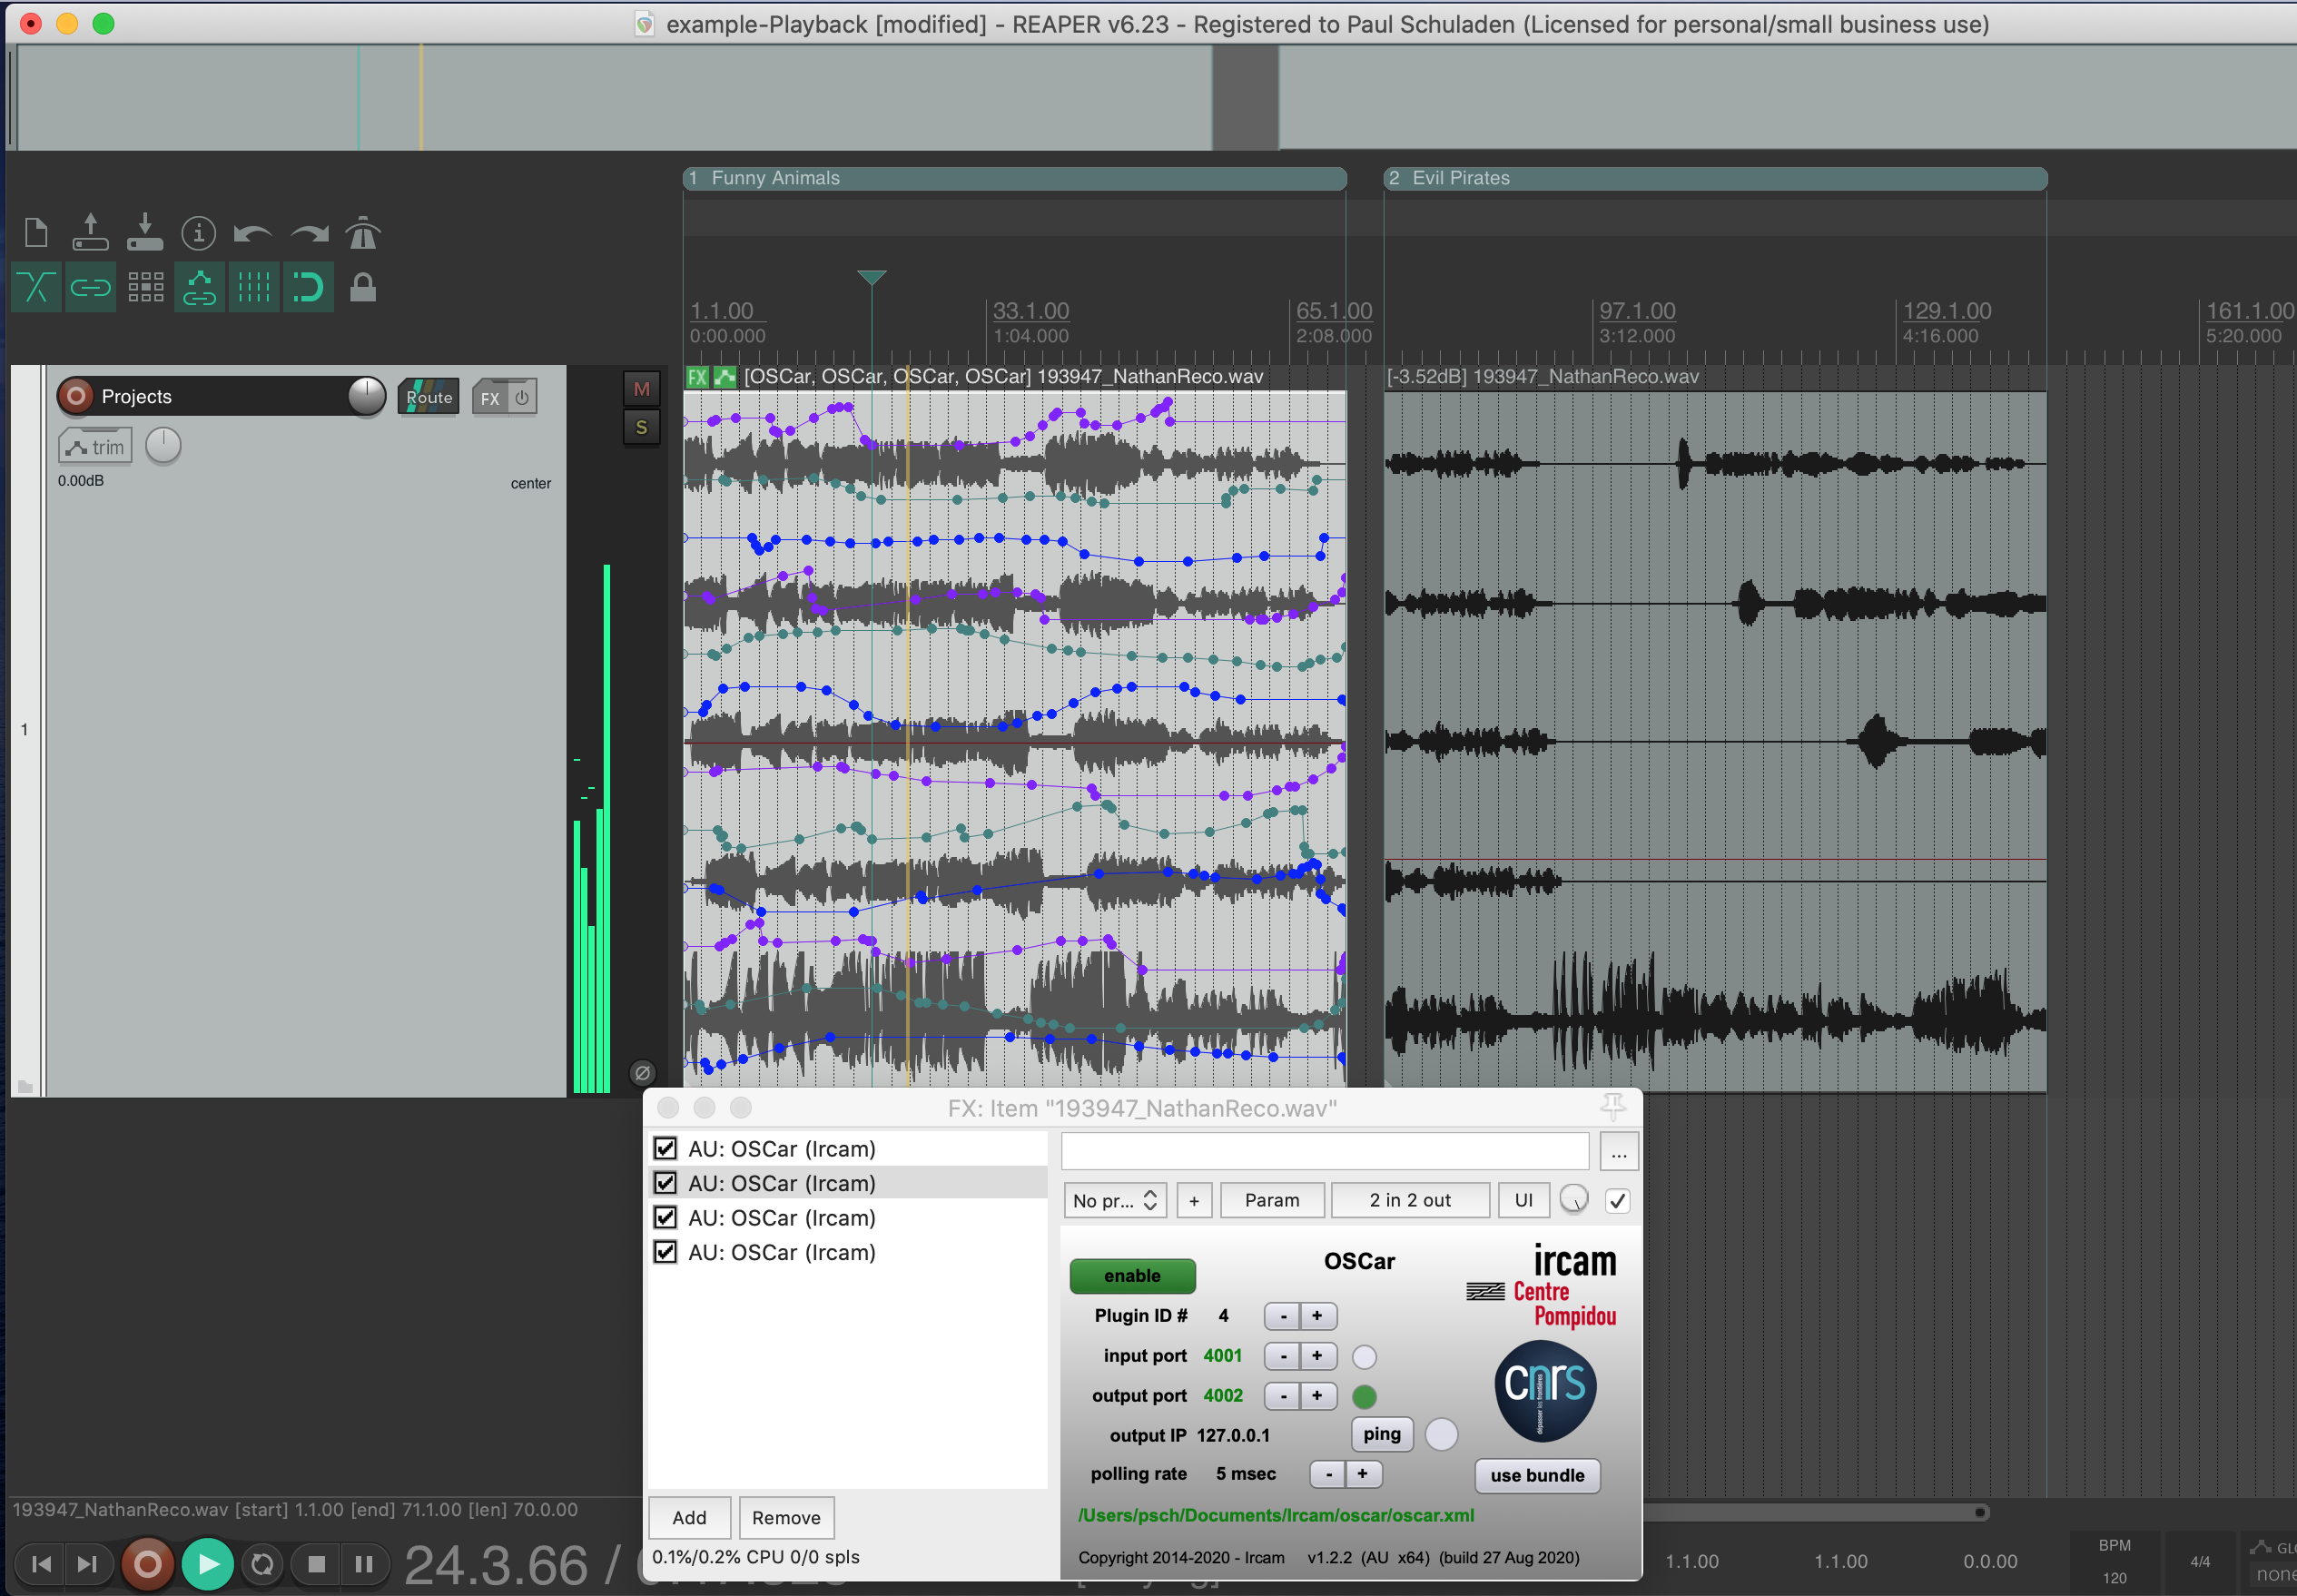 example-Playback [modified] - REAPER v6.23 - Registered to Paul Schuladen (Licensed for personal/small business use)
1 Funny Animals
2 Evil Pirates
1.1.00
33.1.00
65.1.00
97.1.00
129.1.00
161.1.00
0:00.000
1:04.000
2:08.000
3:12.000
4:16.000
5:20.000
Projects
Route
FX
M
S
trim
0.00dB
center
FX [OSCar, OSCar, OSCar, OSCar] 193947_NathanReco.wav
[-3.52dB] 193947_NathanReco.wav
1
FX: Item "193947_NathanReco.wav"
AU: OSCar (Ircam)
AU: OSCar (Ircam)
AU: OSCar (Ircam)
AU: OSCar (Ircam)
...
No pr...
+
Param
2 in 2 out
UI
enable
OSCar
ircam
Centre
Pompidou
Plugin ID # 4 - +
input port 4001 - +
output port 4002 - +
output IP 127.0.0.1 ping
polling rate 5 msec - +
use bundle
cnrs
/Users/psch/Documents/Ircam/oscar/oscar.xml
Copyright 2014-2020 - Ircam v1.2.2 (AU x64) (build 27 Aug 2020)
Add
Remove
0.1%/0.2% CPU 0/0 spls
193947_NathanReco.wav [start] 1.1.00 [end] 71.1.00 [len] 70.0.00
24.3.66 /
1.1.00
1.1.00
0.0.00
BPM
120
4/4
none